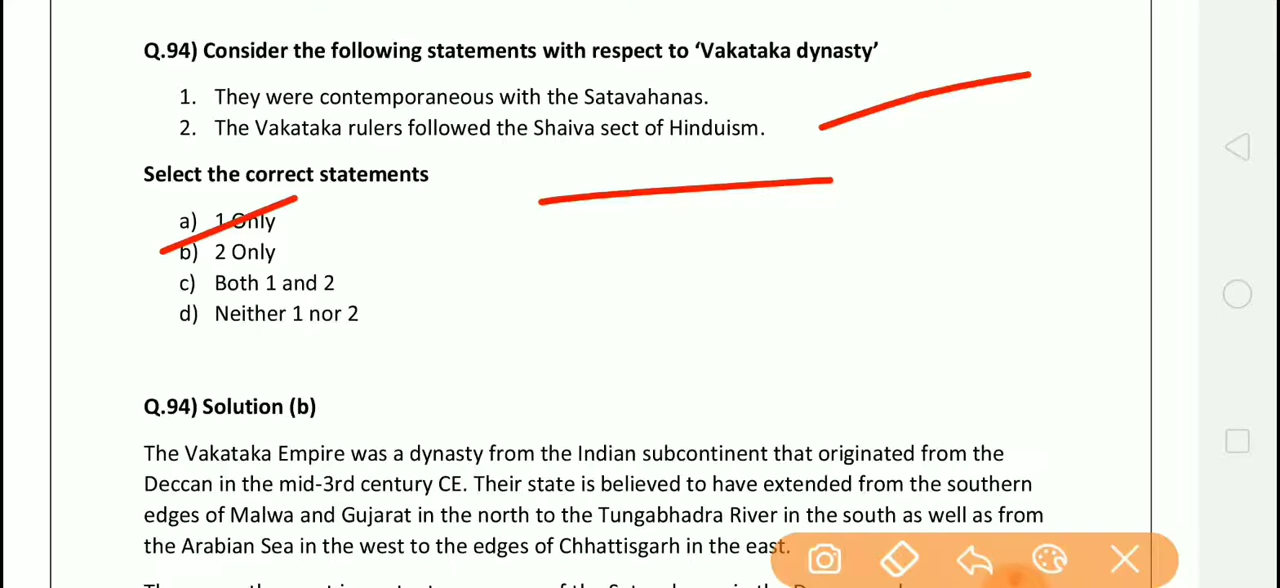 Q.94) Consider the following statements with respect to ‘Vakataka dynasty’
1. They were contemporaneous with the Satavahanas.
2. The Vakataka rulers followed the Shaiva sect of Hinduism.
Select the correct statements
a) 1 Only
b) 2 Only
c) Both 1 and 2
d) Neither 1 nor 2
Q.94) Solution (b)
The Vakataka Empire was a dynasty from the Indian subcontinent that originated from the
Deccan in the mid-3rd century CE. Their state is believed to have extended from the southern
edges of Malwa and Gujarat in the north to the Tungabhadra River in the south as well as from
the Arabian Sea in the west to the edges of Chhattisgarh in the east.